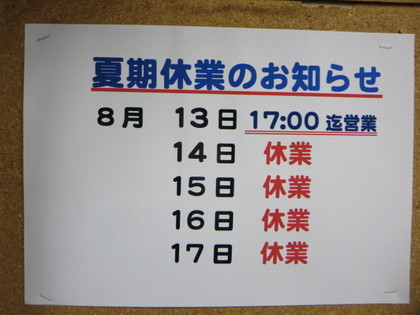 夏期休業のお知らせ
8月 13日 17:00 迄営業
14日 休業
15日 休業
16日 休業
17日 休業